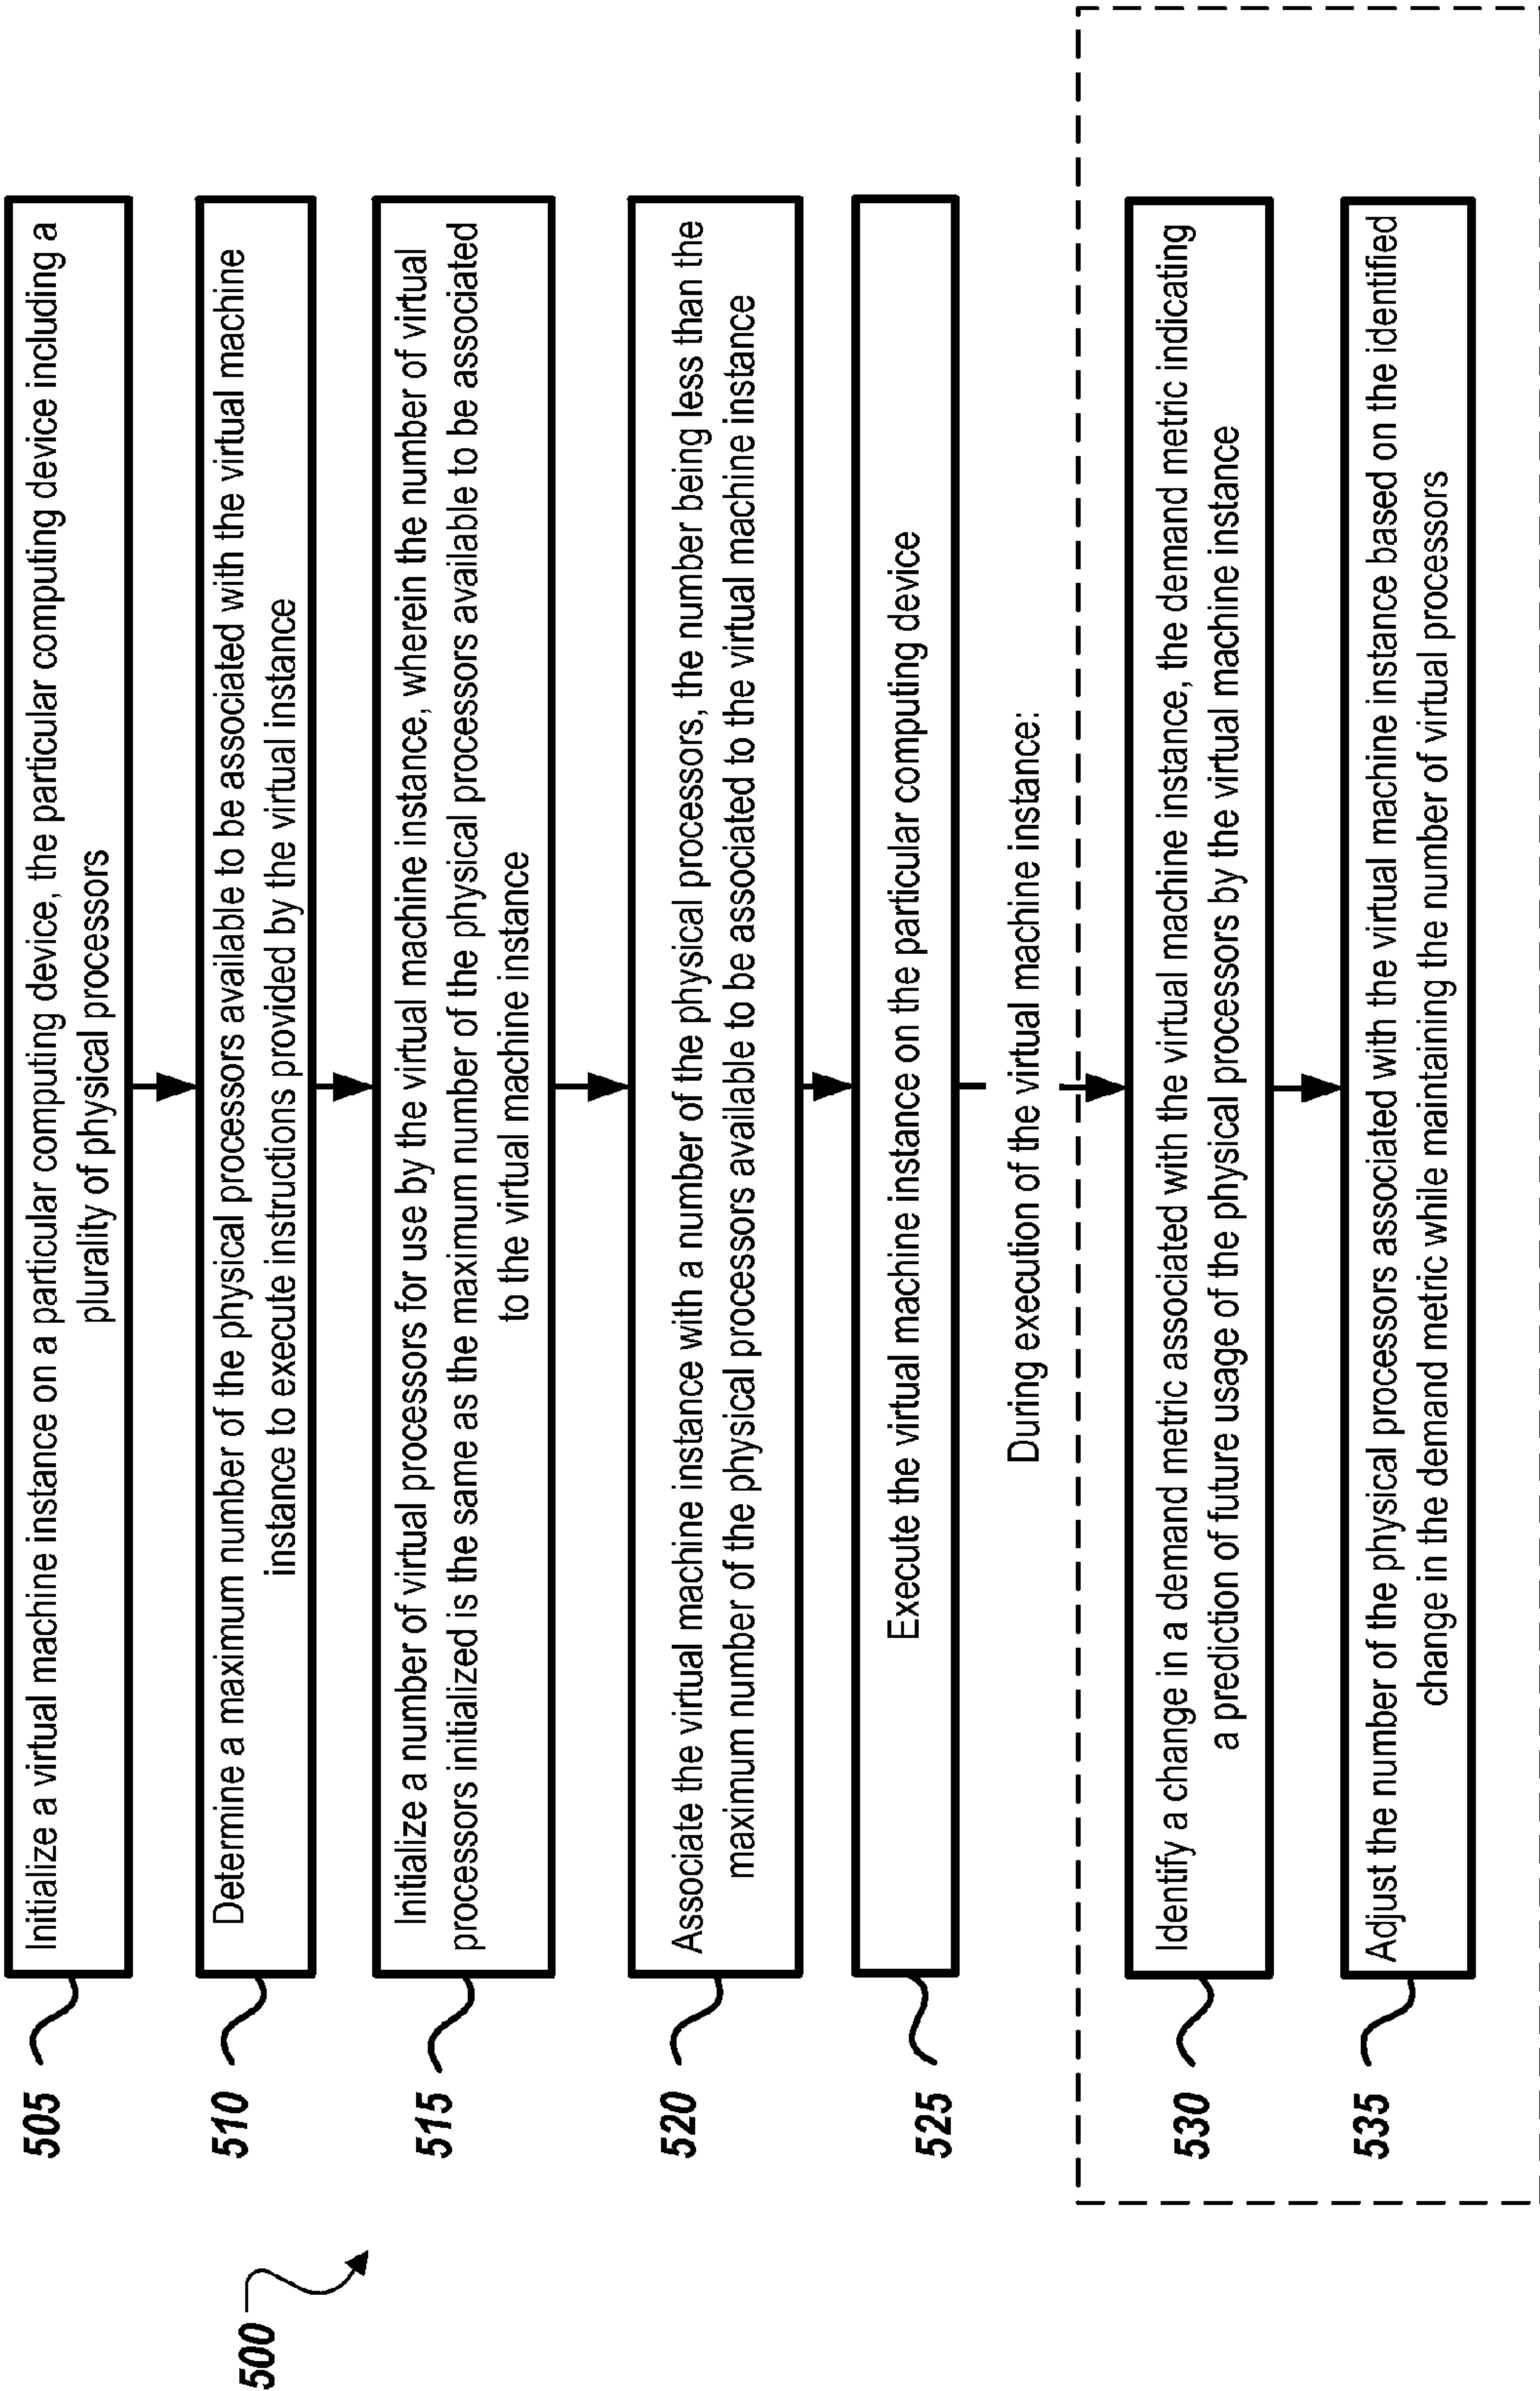 500
505
Initialize a virtual machine instance on a particular computing device, the particular computing device including a
plurality of physical processors
510
Determine a maximum number of the physical processors available to be associated with the virtual machine
instance to execute instructions provided by the virtual instance
515
Initialize a number of virtual processors for use by the virtual machine instance, wherein the number of virtual
processors initialized is the same as the maximum number of the physical processors available to be associated
to the virtual machine instance
520
Associate the virtual machine instance with a number of the physical processors, the number being less than the
maximum number of the physical processors available to be associated to the virtual machine instance
525
Execute the virtual machine instance on the particular computing device
During execution of the virtual machine instance:
530
Identify a change in a demand metric associated with the virtual machine instance, the demand metric indicating
a prediction of future usage of the physical processors by the virtual machine instance
535
Adjust the number of the physical processors associated with the virtual machine instance based on the identified
change in the demand metric while maintaining the number of virtual processors